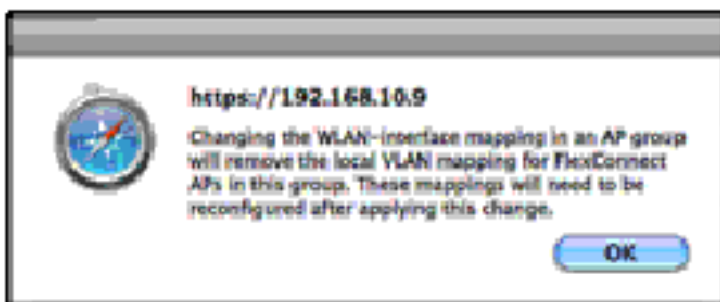 https://192.168.10.9
Changing the WLAN-interface mapping in an AP group
will remove the local VLAN mapping for FlexConnect
APs in this group. These mappings will need to be
reconfigured after applying this change.
OK